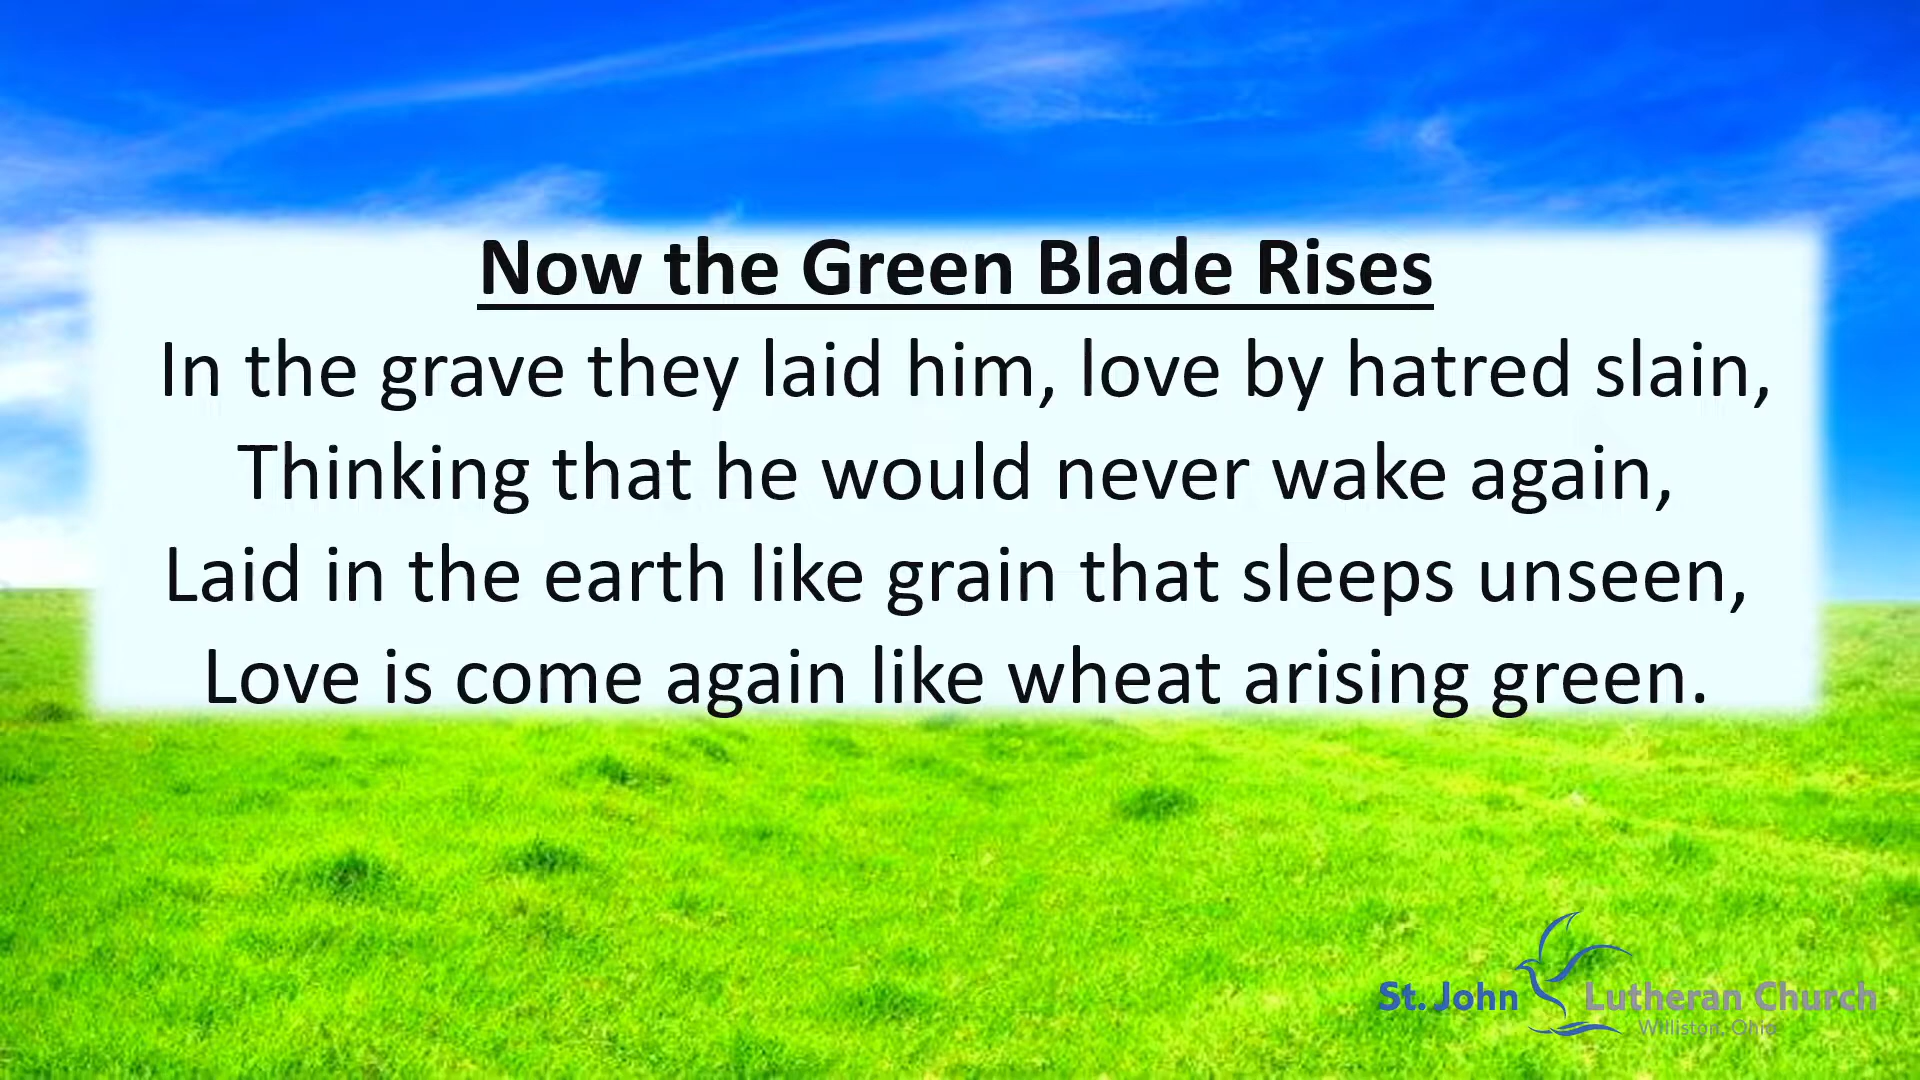 Now the Green Blade Rises
In the grave they laid him, love by hatred slain,
Thinking that he would never wake again,
Laid in the earth like grain that sleeps unseen,
Love is come again like wheat arising green.
St. John Lutheran Church
Williston, Ohio